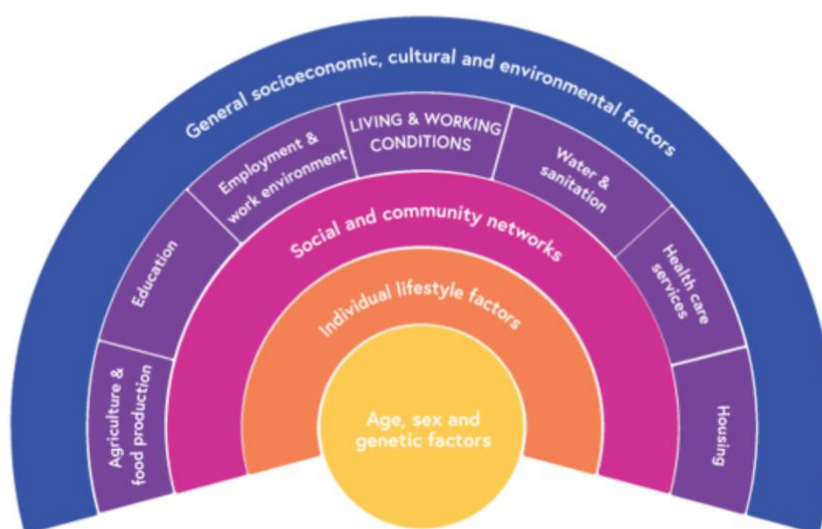 General socioeconomic, cultural and environmental factors
Agriculture &
food production
Education
Employment &
work environment
LIVING & WORKING
CONDITIONS
Water &
sanitation
Health care
services
Housing
Social and community networks
Individual lifestyle factors
Age, sex and
genetic factors